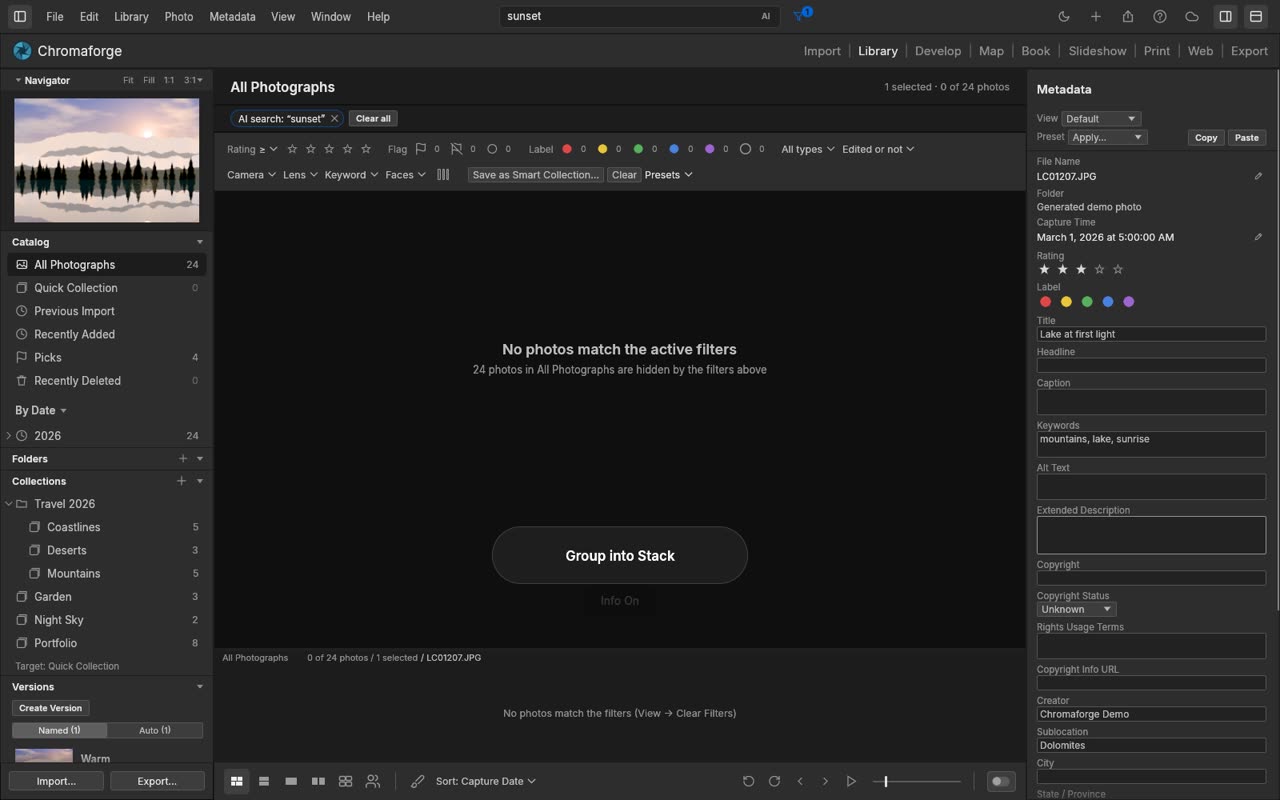 File Edit Library Photo Metadata View Window Help
sunset AI 1
Chromaforge
Import Library Develop Map Book Slideshow Print Web Export
Navigator Fit Fill 1:1 3:1
Catalog
All Photographs 24
Quick Collection 0
Previous Import
Recently Added
Picks 4
Recently Deleted 0
By Date
2026 24
Folders
Collections
Travel 2026
Coastlines 5
Deserts 3
Mountains 5
Garden 3
Night Sky 2
Portfolio 8
Target: Quick Collection
Versions
Create Version
Named (1) Auto (1)
Warm
Import... Export...
All Photographs 1 selected · 0 of 24 photos
AI search: “sunset” Clear all
Rating ≥ Flag 0 0 0 Label 0 0 0 0 0 0 All types Edited or not
Camera Lens Keyword Faces Save as Smart Collection... Clear Presets
No photos match the active filters
24 photos in All Photographs are hidden by the filters above
Group into Stack
Info On
All Photographs 0 of 24 photos / 1 selected / LC01207.JPG
No photos match the filters (View → Clear Filters)
Sort: Capture Date
Metadata
View Default
Preset Apply... Copy Paste
File Name
LC01207.JPG
Folder
Generated demo photo
Capture Time
March 1, 2026 at 5:00:00 AM
Rating
Label
Title
Lake at first light
Headline
Caption
Keywords
mountains, lake, sunrise
Alt Text
Extended Description
Copyright
Copyright Status
Unknown
Rights Usage Terms
Copyright Info URL
Creator
Chromaforge Demo
Sublocation
Dolomites
City
State / Province